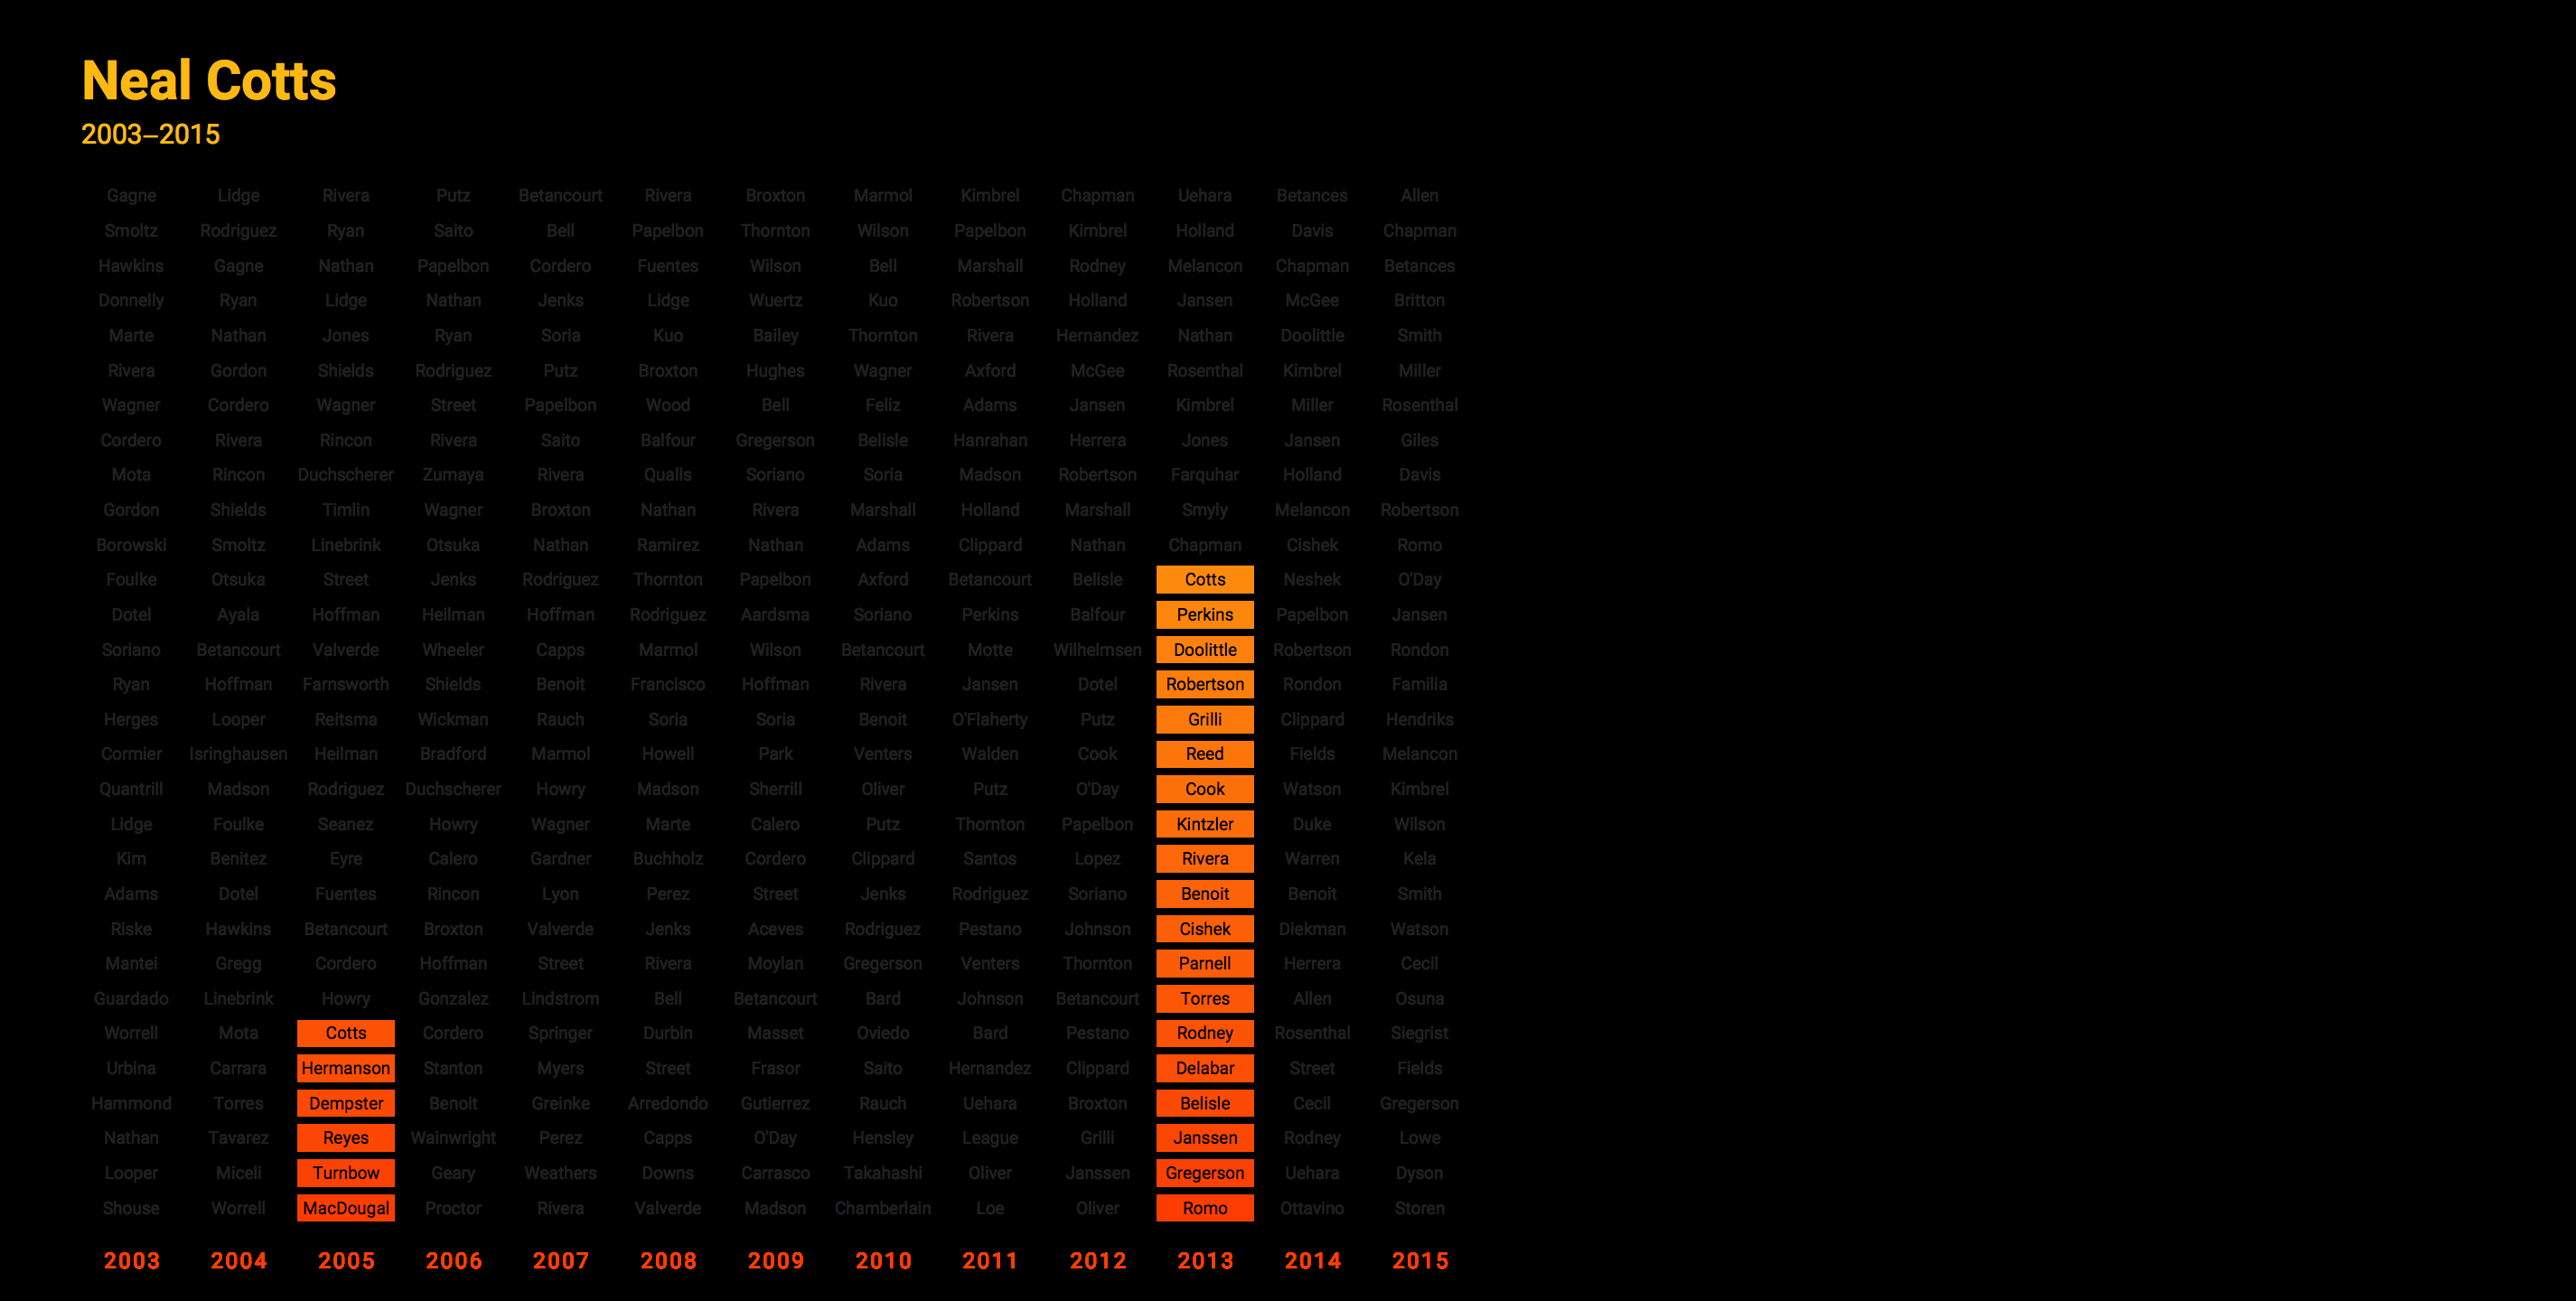 Neal Cotts
2003–2015
Gagne Lidge Rivera Putz Betancourt Rivera Broxton Marmol Kimbrel Chapman Uehara Betances Allen
Smoltz Rodriguez Ryan Saito Bell Papelbon Thornton Wilson Papelbon Kimbrel Holland Davis Chapman
Hawkins Gagne Nathan Papelbon Cordero Fuentes Wilson Bell Marshall Rodney Melancon Chapman Betances
Donnelly Ryan Lidge Nathan Jenks Lidge Wuertz Kuo Robertson Holland Jansen McGee Britton
Marte Nathan Jones Ryan Soria Kuo Bailey Thornton Rivera Hernandez Nathan Doolittle Smith
Rivera Gordon Shields Rodriguez Putz Broxton Hughes Wagner Axford McGee Rosenthal Kimbrel Miller
Wagner Cordero Wagner Street Papelbon Wood Bell Feliz Adams Jansen Kimbrel Miller Rosenthal
Cordero Rivera Rincon Rivera Saito Balfour Gregerson Belisle Hanrahan Herrera Jones Jansen Giles
Mota Rincon Duchscherer Zumaya Rivera Qualls Soriano Soria Madson Robertson Farquhar Holland Davis
Gordon Shields Timlin Wagner Broxton Nathan Rivera Marshall Holland Marshall Smyly Melancon Robertson
Borowski Smoltz Linebrink Otsuka Nathan Ramirez Nathan Adams Clippard Nathan Chapman Cishek Romo
Foulke Otsuka Street Jenks Rodriguez Thornton Papelbon Axford Betancourt Belisle Cotts Neshek O'Day
Dotel Ayala Hoffman Heilman Hoffman Rodriguez Aardsma Soriano Perkins Balfour Perkins Papelbon Jansen
Soriano Betancourt Valverde Wheeler Capps Marmol Wilson Betancourt Motte Wilhelmsen Doolittle Robertson Rondon
Ryan Hoffman Farnsworth Shields Benoit Francisco Hoffman Rivera Jansen Dotel Robertson Rondon Familia
Herges Looper Reitsma Wickman Rauch Soria Soria Benoit O'Flaherty Putz Grilli Clippard Hendriks
Cormier Isringhausen Heilman Bradford Marmol Howell Park Venters Walden Cook Reed Fields Melancon
Quantrill Madson Rodriguez Duchscherer Howry Madson Sherrill Oliver Putz O'Day Cook Watson Kimbrel
Lidge Foulke Seanez Howry Wagner Marte Calero Putz Thornton Papelbon Kintzler Duke Wilson
Kim Benitez Eyre Calero Gardner Buchholz Cordero Clippard Santos Lopez Rivera Warren Kela
Adams Dotel Fuentes Rincon Lyon Perez Street Jenks Rodriguez Soriano Benoit Benoit Smith
Riske Hawkins Betancourt Broxton Valverde Jenks Aceves Rodriguez Pestano Johnson Cishek Diekman Watson
Mantei Gregg Cordero Hoffman Street Rivera Moylan Gregerson Venters Thornton Parnell Herrera Cecil
Guardado Linebrink Howry Gonzalez Lindstrom Bell Betancourt Bard Johnson Betancourt Torres Allen Osuna
Worrell Mota Cotts Cordero Springer Durbin Masset Oviedo Bard Pestano Rodney Rosenthal Siegrist
Urbina Carrara Hermanson Stanton Myers Street Frasor Saito Hernandez Clippard Delabar Street Fields
Hammond Torres Dempster Benoit Greinke Arredondo Gutierrez Rauch Uehara Broxton Belisle Cecil Gregerson
Nathan Tavarez Reyes Wainwright Perez Capps O'Day Hensley League Grilli Janssen Rodney Lowe
Looper Miceli Turnbow Geary Weathers Downs Carrasco Takahashi Oliver Janssen Gregerson Uehara Dyson
Shouse Worrell MacDougal Proctor Rivera Valverde Madson Chamberlain Loe Oliver Romo Ottavino Storen
2003 2004 2005 2006 2007 2008 2009 2010 2011 2012 2013 2014 2015